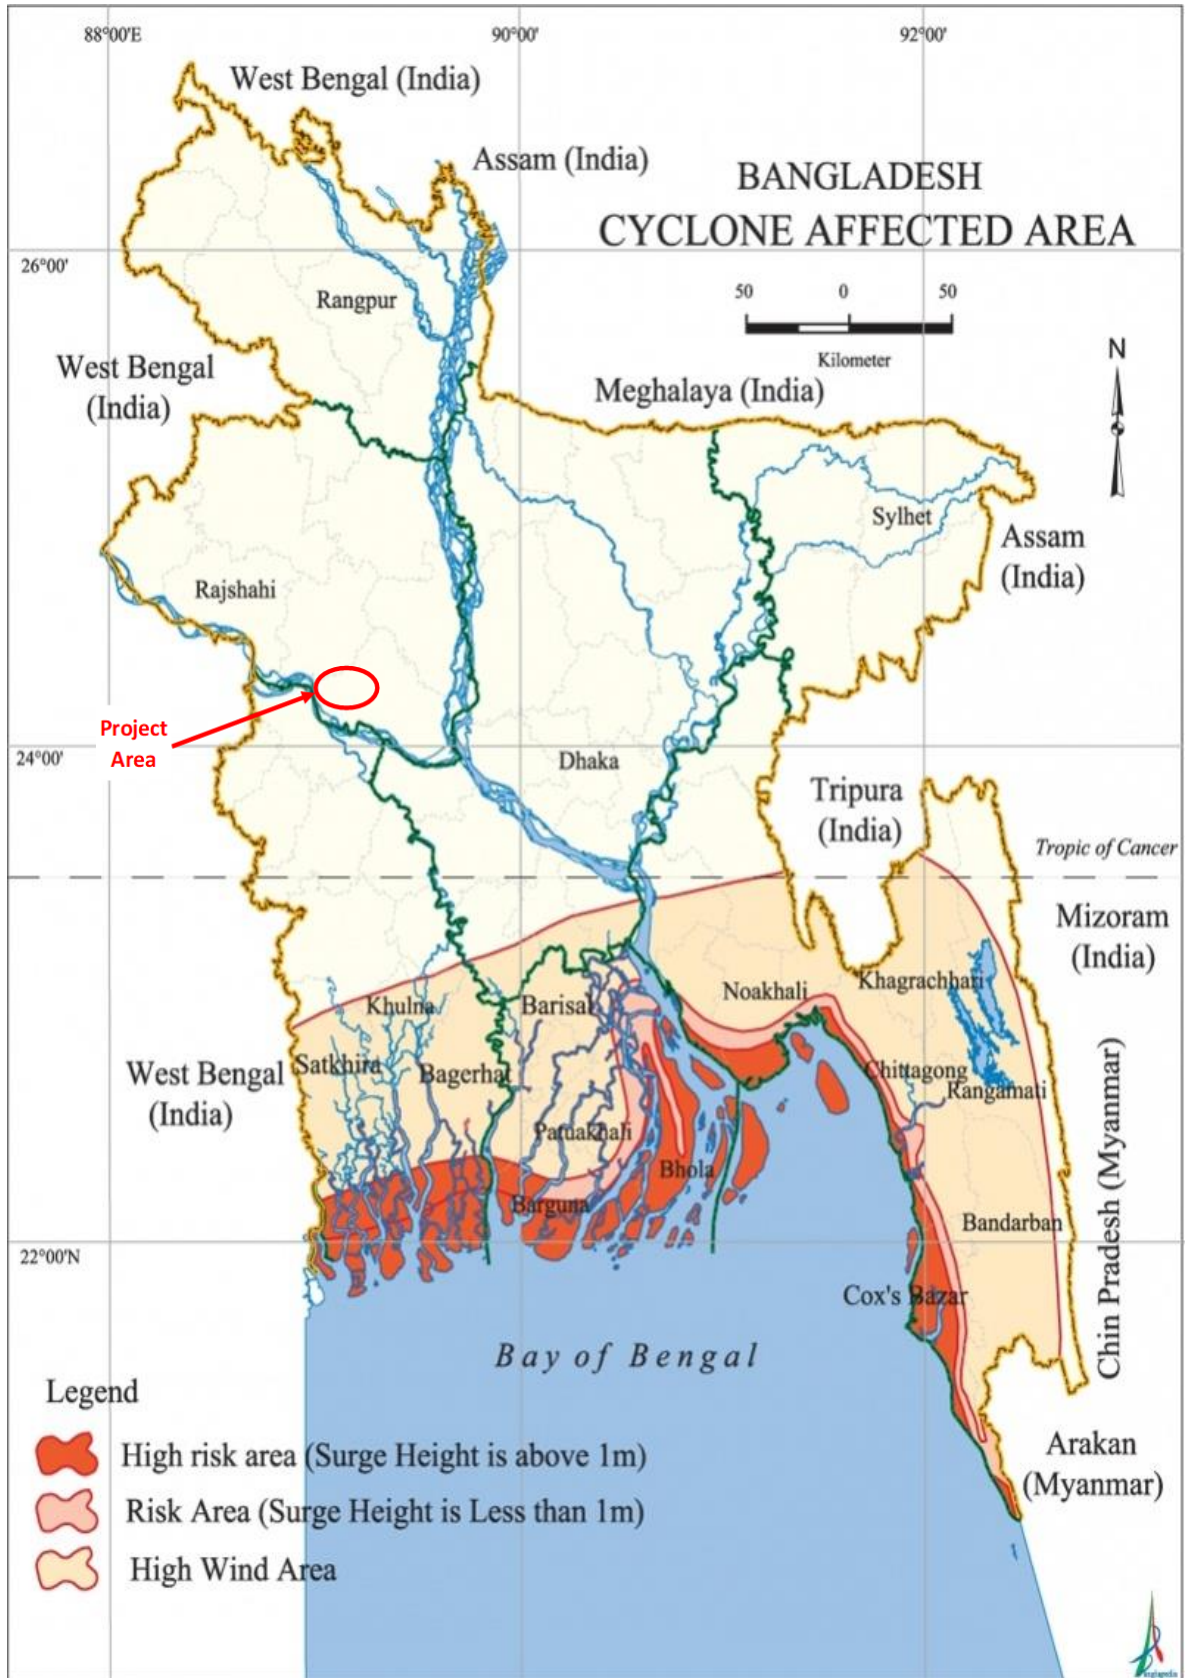 88°00'E
90°00'
92°00'
West Bengal (India)
Assam (India)
BANGLADESH
CYCLONE AFFECTED AREA
26°00'
50 0 50
Kilometer
Rangpur
N
West Bengal
(India)
Meghalaya (India)
Sylhet
Assam
(India)
Rajshahi
Project
Area
24°00'
Dhaka
Tripura
(India)
Tropic of Cancer
Mizoram
(India)
Khagrachhari
Noakhali
Khulna
Barisal
Satkhira
Bagerhat
West Bengal
(India)
Chittagong
Rangamati
Patuakhali
Bhola
Barguna
Bandarban
Chin Pradesh (Myanmar)
22°00'N
Cox's Bazar
Bay of Bengal
Legend
High risk area (Surge Height is above 1m)
Risk Area (Surge Height is Less than 1m)
High Wind Area
Arakan
(Myanmar)